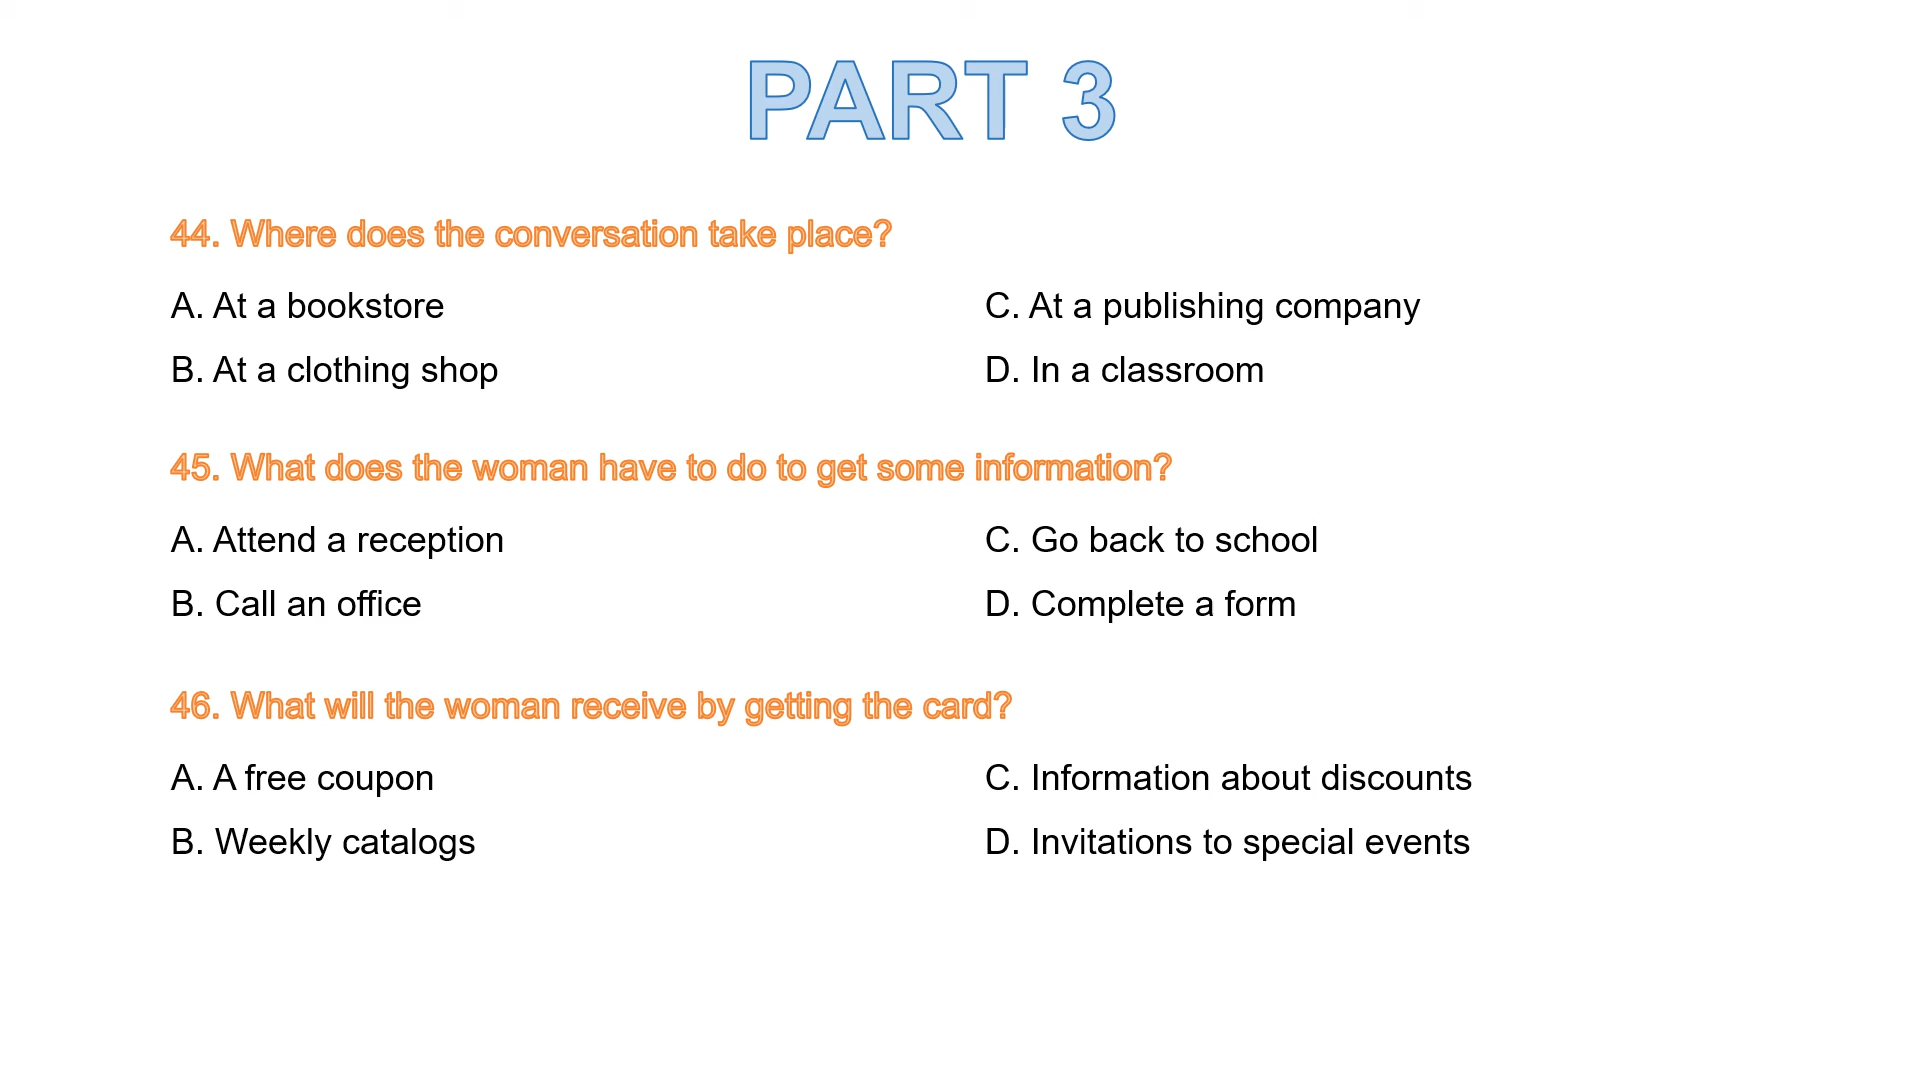 PART 3
44. Where does the conversation take place?
A. At a bookstore
B. At a clothing shop
C. At a publishing company
D. In a classroom
45. What does the woman have to do to get some information?
A. Attend a reception
B. Call an office
C. Go back to school
D. Complete a form
46. What will the woman receive by getting the card?
A. A free coupon
B. Weekly catalogs
C. Information about discounts
D. Invitations to special events